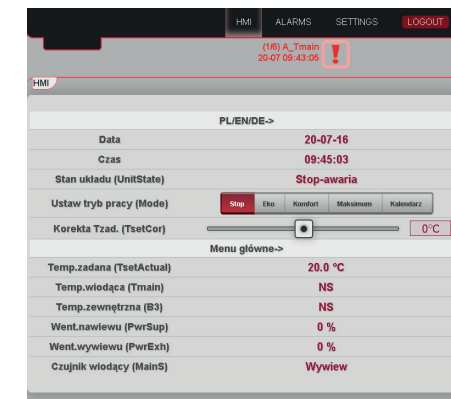 HMI ALARMS SETTINGS LOGOUT
(1/6) A_Tmain
20-07 09:43:05
HMI
PL/EN/DE->
Data 20-07-16
Czas 09:45:03
Stan układu (UnitState) Stop-awaria
Ustaw tryb pracy (Mode) Stop Eko Komfort Maksimum Kalendarz
Korekta Tzad. (TsetCor) 0°C
Menu główne->
Temp.zadana (TsetActual) 20.0 °C
Temp.wiodąca (Tmain) NS
Temp.zewnętrzna (B3) NS
Went.nawiewu (PwrSup) 0 %
Went.wywiewu (PwrExh) 0 %
Czujnik wiodący (MainS) Wywiew